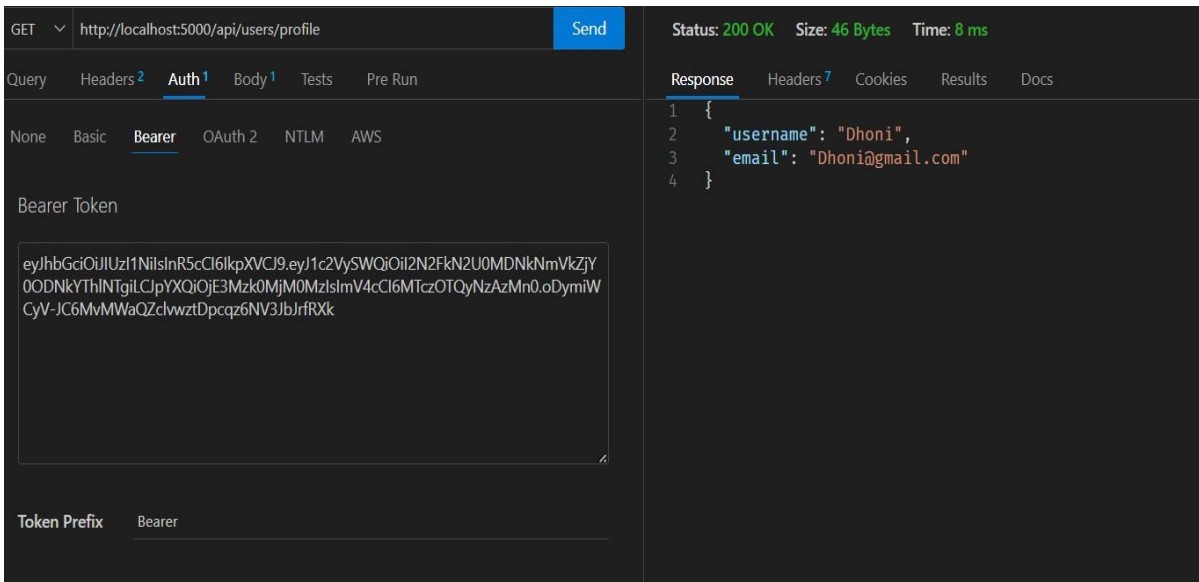 GET http://localhost:5000/api/users/profile Send
Query Headers 2 Auth 1 Body 1 Tests Pre Run
None Basic Bearer OAuth 2 NTLM AWS
Bearer Token
eyJhbGciOiJIUzI1NiIsInR5cCI6IkpXVCJ9.eyJ1c2VySWQiOiI2N2FkN2U0MDNkNmVkZjY
0ODNkYThlNTgiLCJpYXQiOjE3Mzk0MjM0MzIsImV4cCI6MTczOTQyNzAzMn0.oDymiW
CyV-JC6MvMWaQZclvwztDpcqz6NV3JbJrfRXk
Token Prefix Bearer
Status: 200 OK Size: 46 Bytes Time: 8 ms
Response Headers 7 Cookies Results Docs
1 {
2 "username": "Dhoni",
3 "email": "Dhoni@gmail.com"
4 }